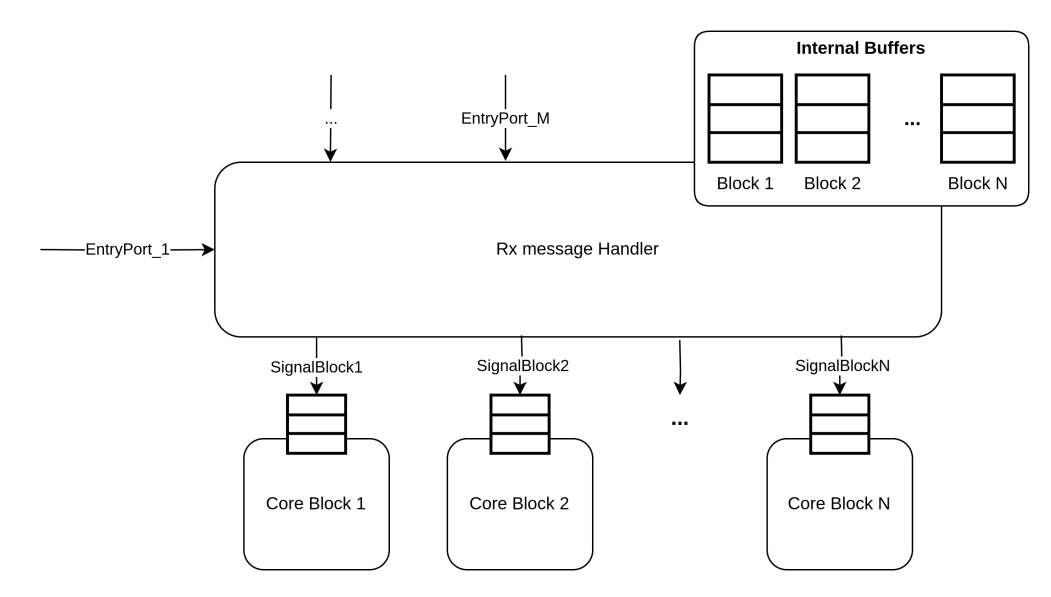 Internal Buffers
...
EntryPort_M
...
Block 1
Block 2
Block N
EntryPort_1
Rx message Handler
SignalBlock1
SignalBlock2
SignalBlockN
...
Core Block 1
Core Block 2
Core Block N